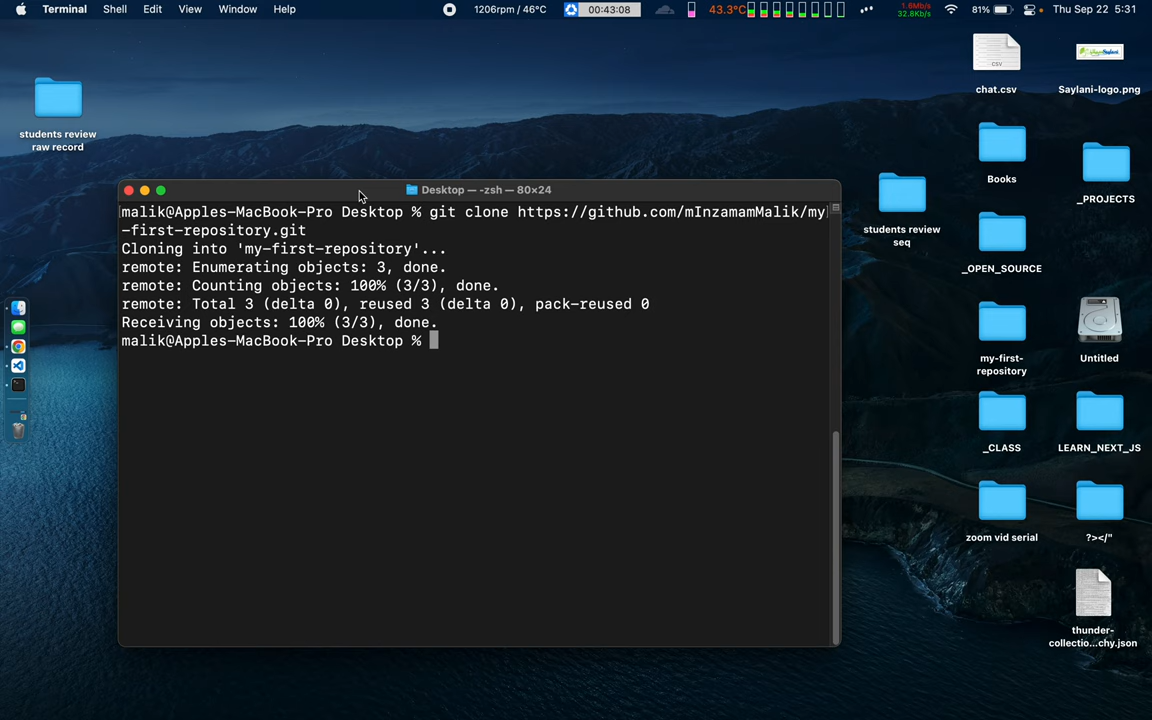 Terminal Shell Edit View Window Help 1206rpm / 46°C 00:43:08 43.3°C 1.6Mb/s 32.8Kb/s 81% Thu Sep 22 5:31
students review
raw record
chat.csv
CSV
Saylani-logo.png
Books
_PROJECTS
students review
seq
_OPEN_SOURCE
my-first-
repository
Untitled
_CLASS
LEARN_NEXT_JS
zoom vid serial
?></"
thunder-
collectio...chy.json
Desktop — -zsh — 80×24
malik@Apples-MacBook-Pro Desktop % git clone https://github.com/mInzamamMalik/my
-first-repository.git
Cloning into 'my-first-repository'...
remote: Enumerating objects: 3, done.
remote: Counting objects: 100% (3/3), done.
remote: Total 3 (delta 0), reused 3 (delta 0), pack-reused 0
Receiving objects: 100% (3/3), done.
malik@Apples-MacBook-Pro Desktop %